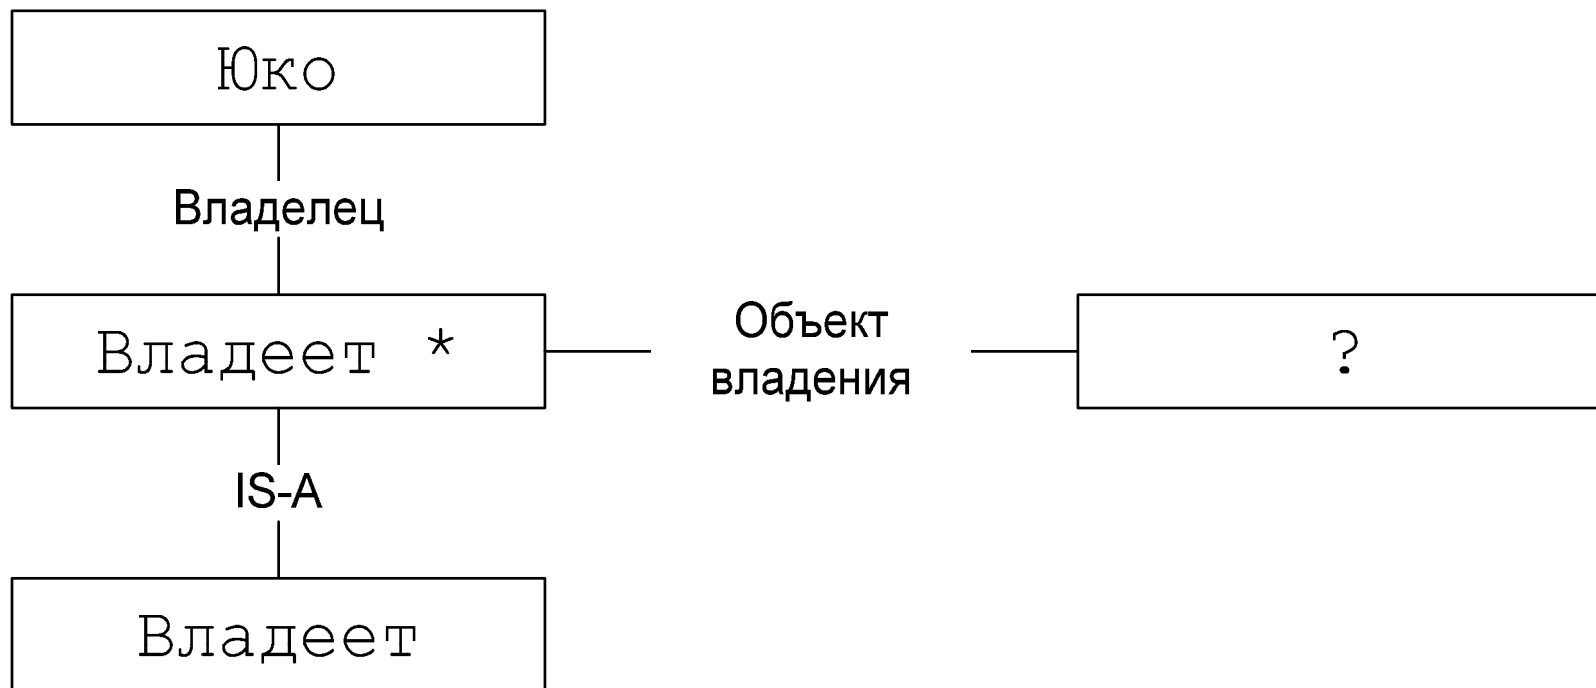 Юко
Владелец
Владеет *
Объект
владения
?
IS-A
Владеет